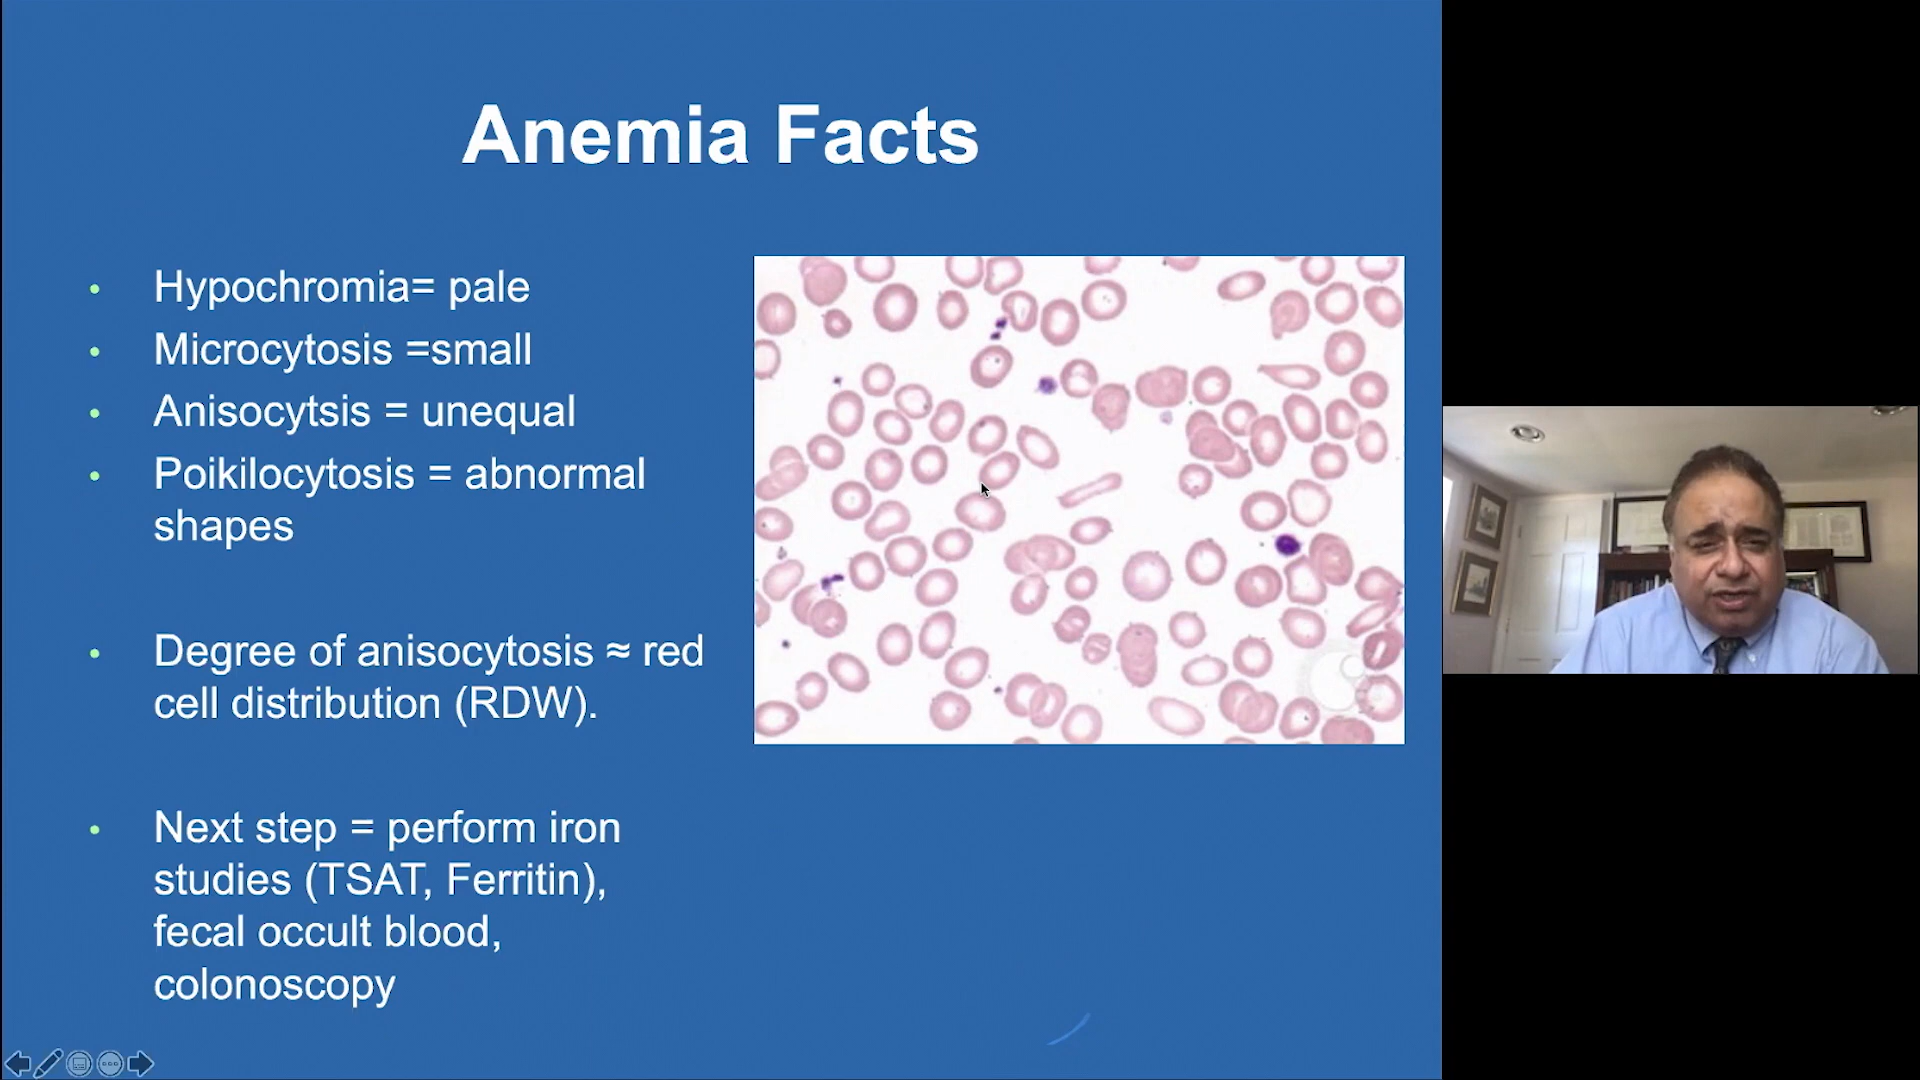 Anemia Facts
• Hypochromia= pale
• Microcytosis =small
• Anisocytsis = unequal
• Poikilocytosis = abnormal
shapes
• Degree of anisocytosis ≈ red
cell distribution (RDW).
• Next step = perform iron
studies (TSAT, Ferritin),
fecal occult blood,
colonoscopy